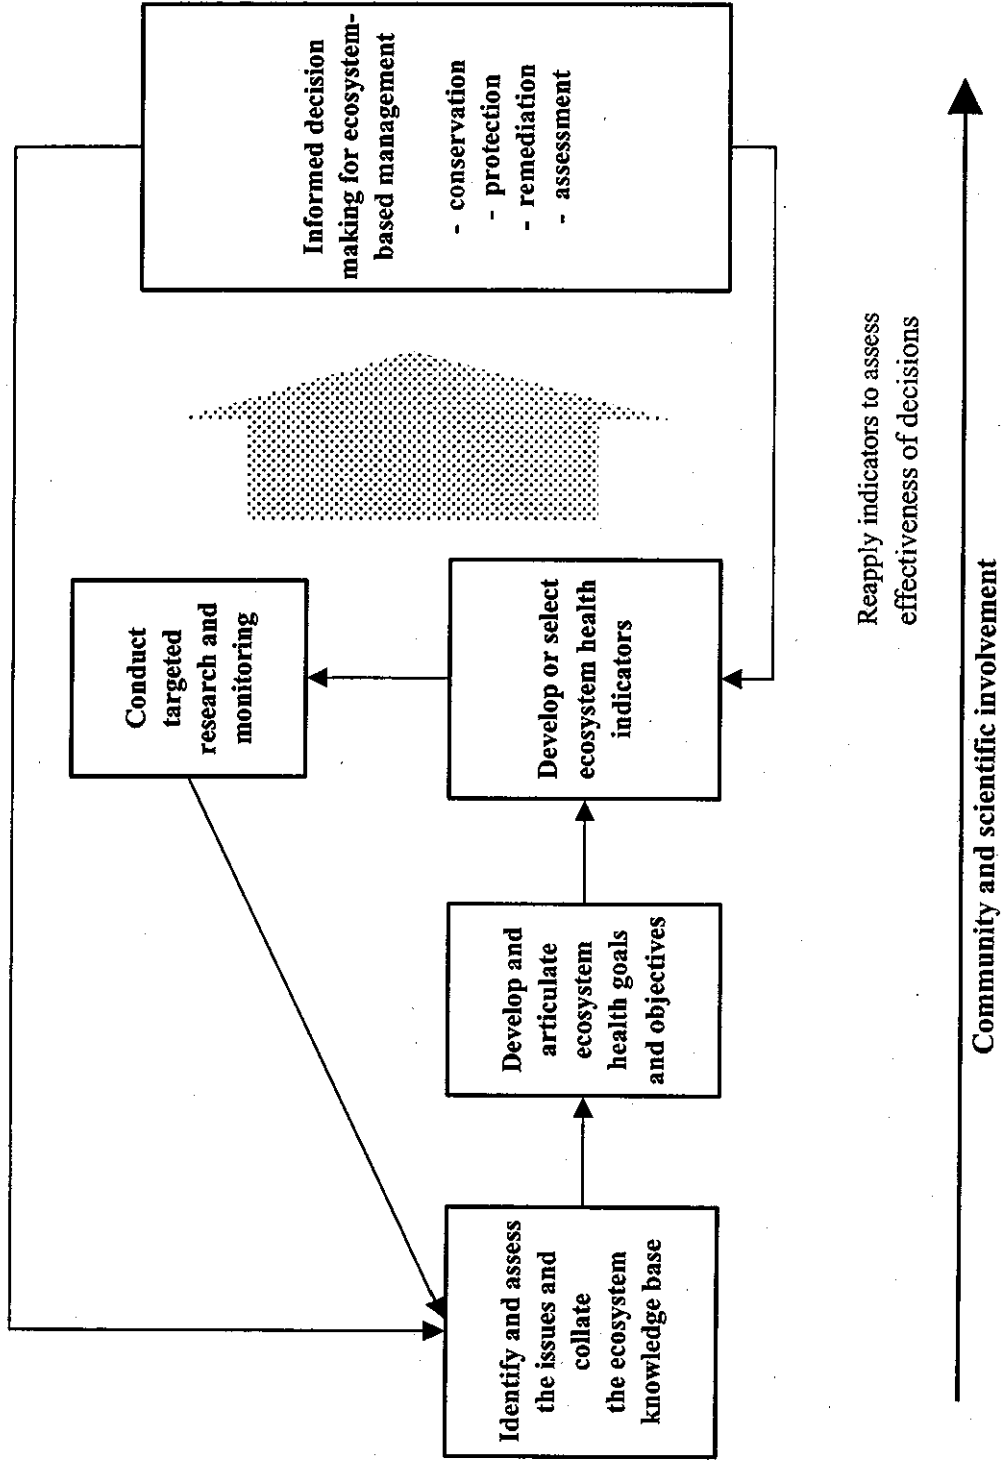 Identify and assess
the issues and
collate
the ecosystem
knowledge base
Develop and
articulate
ecosystem
health goals
and objectives
Develop or select
ecosystem health
indicators
Conduct
targeted
research and
monitoring
Informed decision
making for ecosystem-
based management
- conservation
- protection
- remediation
- assessment
Reapply indicators to assess
effectiveness of decisions
Community and scientific involvement